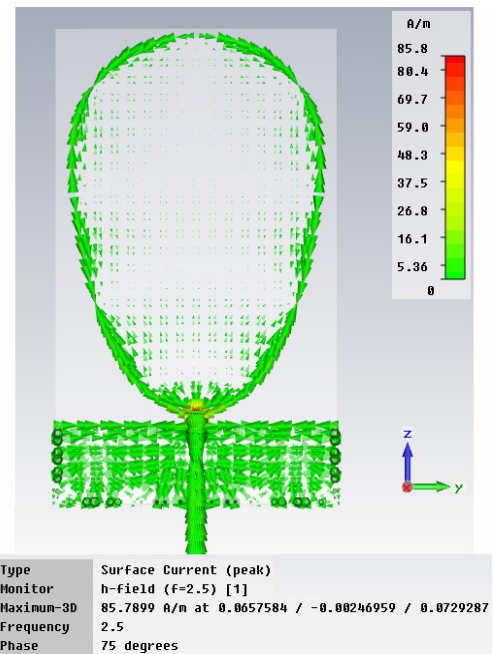 A/m
85.8
80.4
69.7
59.0
48.3
37.5
26.8
16.1
5.36
0
z
y
Type Surface Current (peak)
Monitor h-field (f=2.5) [1]
Maximum-3D 85.7899 A/m at 0.0657584 / -0.00246959 / 0.0729287
Frequency 2.5
Phase 75 degrees